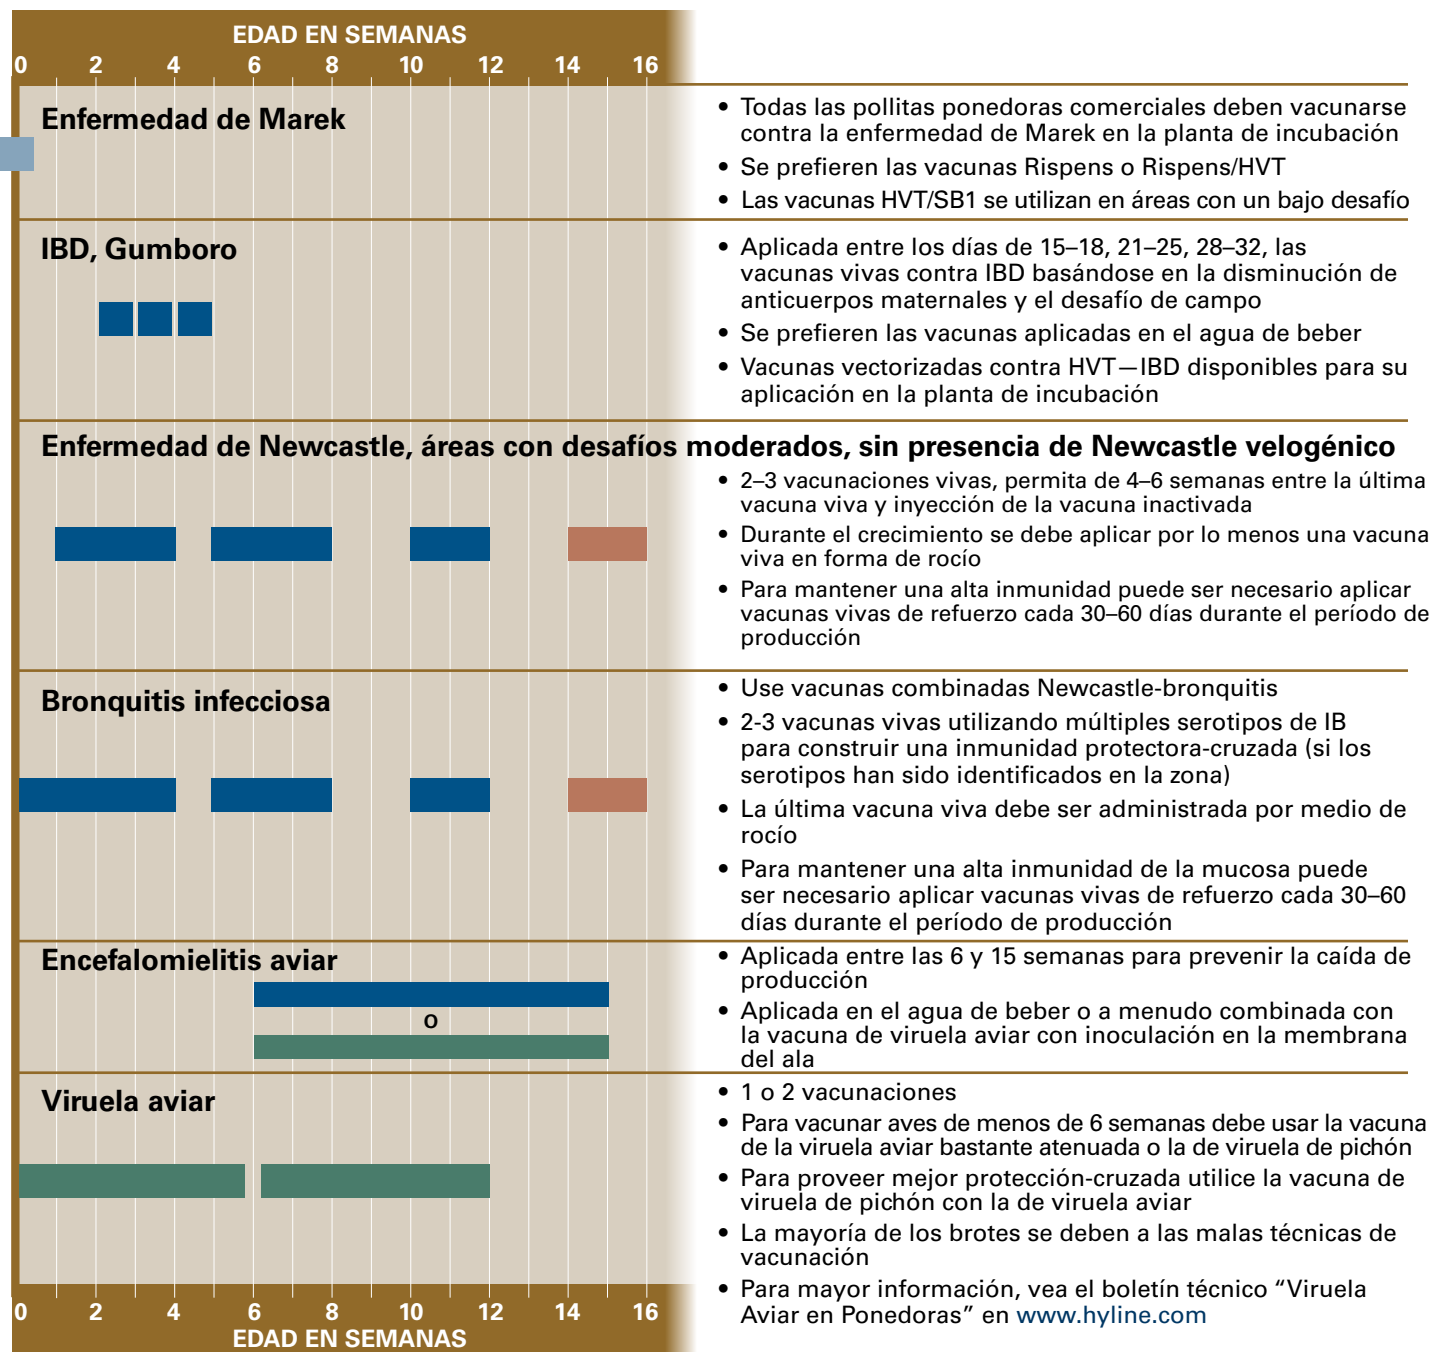 EDAD EN SEMANAS
0 2 4 6 8 10 12 14 16
Enfermedad de Marek
• Todas las pollitas ponedoras comerciales deben vacunarse
contra la enfermedad de Marek en la planta de incubación
• Se prefieren las vacunas Rispens o Rispens/HVT
• Las vacunas HVT/SB1 se utilizan en áreas con un bajo desafío
IBD, Gumboro
• Aplicada entre los días de 15–18, 21–25, 28–32, las
vacunas vivas contra IBD basándose en la disminución de
anticuerpos maternales y el desafío de campo
• Se prefieren las vacunas aplicadas en el agua de beber
• Vacunas vectorizadas contra HVT—IBD disponibles para su
aplicación en la planta de incubación
Enfermedad de Newcastle, áreas con desafíos moderados, sin presencia de Newcastle velogénico
• 2–3 vacunaciones vivas, permita de 4–6 semanas entre la última
vacuna viva y inyección de la vacuna inactivada
• Durante el crecimiento se debe aplicar por lo menos una vacuna
viva en forma de rocío
• Para mantener una alta inmunidad puede ser necesario aplicar
vacunas vivas de refuerzo cada 30–60 días durante el período de
producción
Bronquitis infecciosa
• Use vacunas combinadas Newcastle-bronquitis
• 2-3 vacunas vivas utilizando múltiples serotipos de IB
para construir una inmunidad protectora-cruzada (si los
serotipos han sido identificados en la zona)
• La última vacuna viva debe ser administrada por medio de
rocío
• Para mantener una alta inmunidad de la mucosa puede
ser necesario aplicar vacunas vivas de refuerzo cada 30–60
días durante el período de producción
Encefalomielitis aviar
O
• Aplicada entre las 6 y 15 semanas para prevenir la caída de
producción
• Aplicada en el agua de beber o a menudo combinada con
la vacuna de viruela aviar con inoculación en la membrana
del ala
Viruela aviar
• 1 o 2 vacunaciones
• Para vacunar aves de menos de 6 semanas debe usar la vacuna
de la viruela aviar bastante atenuada o la de viruela de pichón
• Para proveer mejor protección-cruzada utilice la vacuna de
viruela de pichón con la de viruela aviar
• La mayoría de los brotes se deben a las malas técnicas de
vacunación
• Para mayor información, vea el boletín técnico “Viruela
Aviar en Ponedoras” en www.hyline.com
0 2 4 6 8 10 12 14 16
EDAD EN SEMANAS